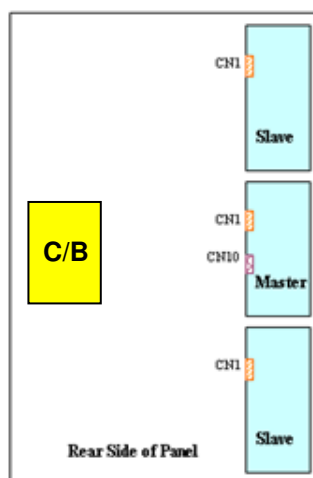 CN1
Slave
CN1
C/B
CN10
Master
CN1
Rear Side of Panel
Slave